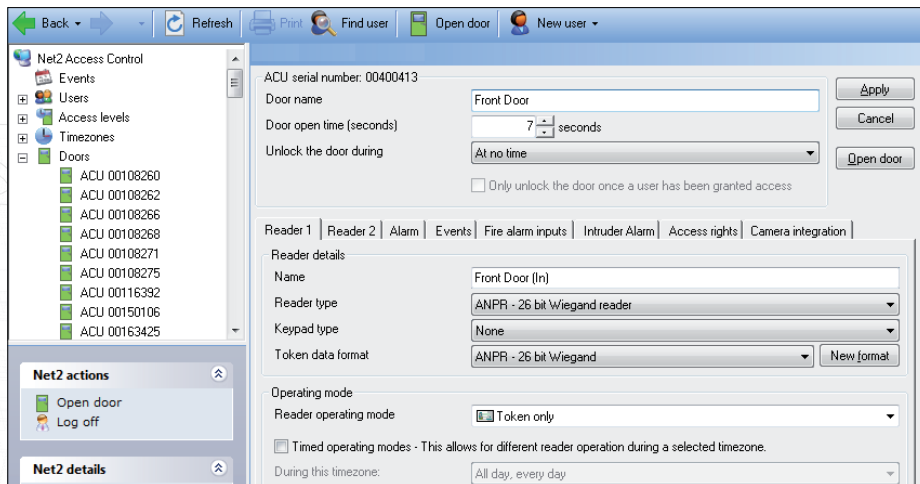 Back Refresh Print Find user Open door New user
Net2 Access Control
Events
Users
Access levels
Timezones
Doors
ACU 00108260
ACU 00108262
ACU 00108266
ACU 00108268
ACU 00108271
ACU 00108275
ACU 00116392
ACU 00150106
ACU 00163425
Net2 actions
Open door
Log off
Net2 details
ACU serial number: 00400413
Door name Front Door
Door open time (seconds) 7 seconds
Unlock the door during At no time
Only unlock the door once a user has been granted access
Apply
Cancel
Open door
Reader 1 Reader 2 Alarm Events Fire alarm inputs Intruder Alarm Access rights Camera integration
Reader details
Name Front Door (In)
Reader type ANPR - 26 bit Wiegand reader
Keypad type None
Token data format ANPR - 26 bit Wiegand New format
Operating mode
Reader operating mode Token only
Timed operating modes - This allows for different reader operation during a selected timezone.
During this timezone: All day, every day